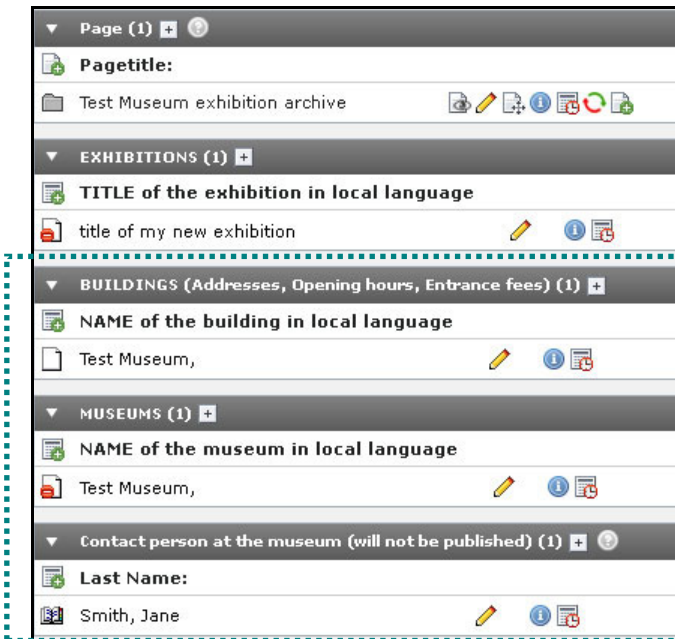 Page (1)
Pagetitle:
Test Museum exhibition archive
EXHIBITIONS (1)
TITLE of the exhibition in local language
title of my new exhibition
BUILDINGS (Addresses, Opening hours, Entrance fees) (1)
NAME of the building in local language
Test Museum,
MUSEUMS (1)
NAME of the museum in local language
Test Museum,
Contact person at the museum (will not be published) (1)
Last Name:
Smith, Jane